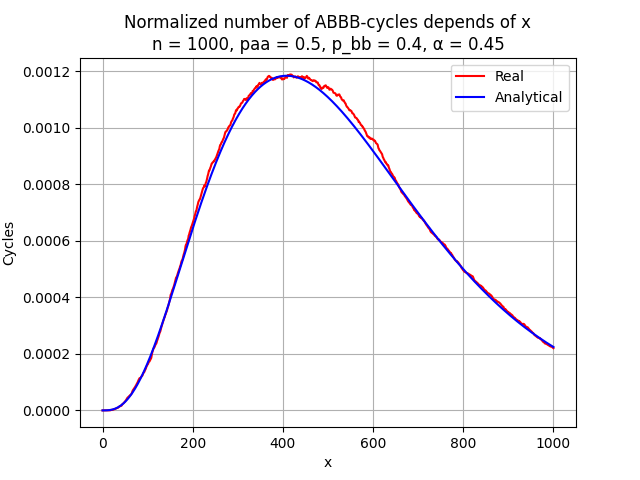 Normalized number of ABBB-cycles depends of x
n = 1000, paa = 0.5, p_bb = 0.4, α = 0.45
Real
Analytical
0.0012
0.0010
0.0008
0.0006
0.0004
0.0002
0.0000
Cycles
0 200 400 600 800 1000
x